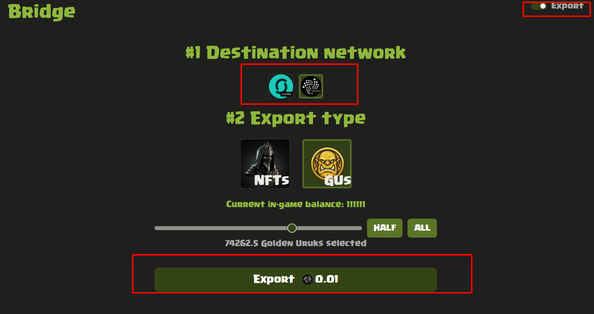 Bridge
Export
#1 Destination network
#2 Export type
NFTs
GUs
Current in-game balance: 111111
HALF
ALL
74262.5 Golden Uruks selected
Export 0.01